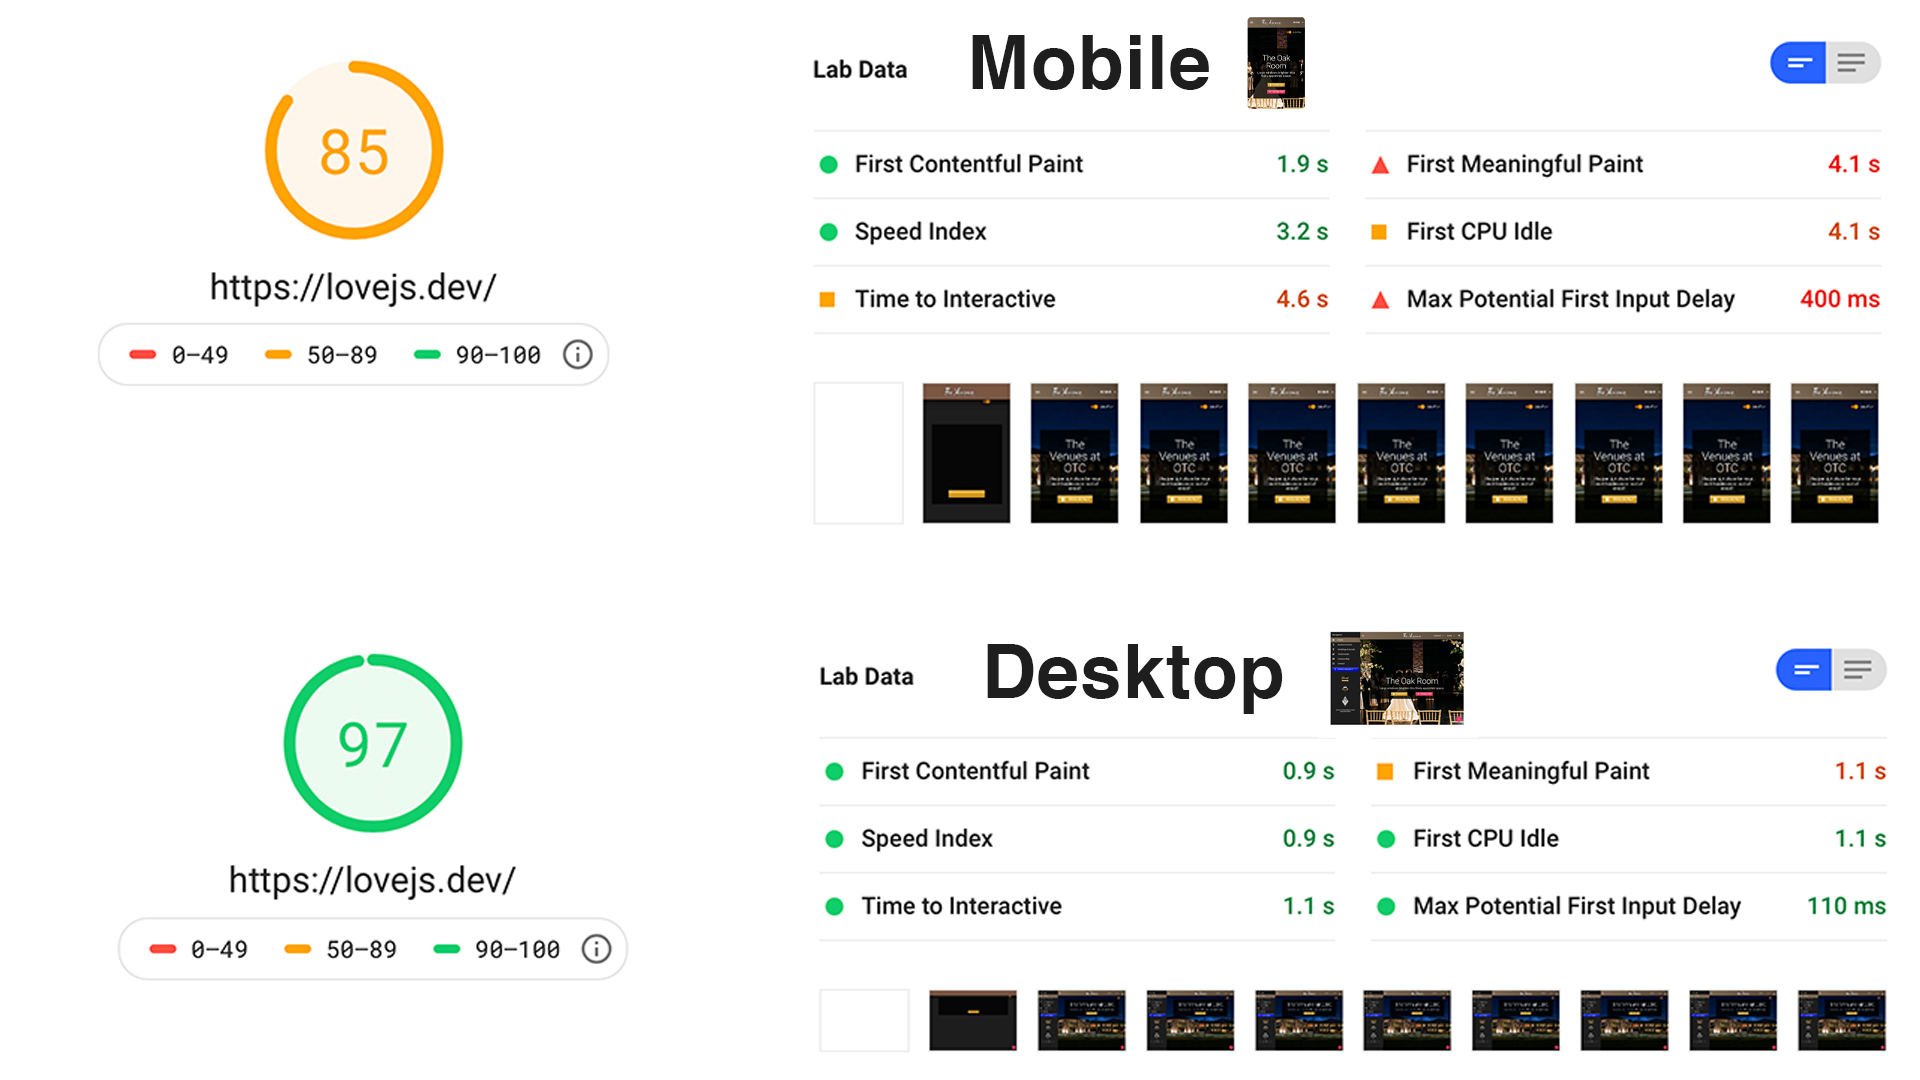 85
https://lovejs.dev/
0–49 50–89 90–100
Lab Data Mobile
The Oak
Room
First Contentful Paint 1.9 s
First Meaningful Paint 4.1 s
Speed Index 3.2 s
First CPU Idle 4.1 s
Time to Interactive 4.6 s
Max Potential First Input Delay 400 ms
The
Venues at
OTC
The
Venues at
OTC
The
Venues at
OTC
The
Venues at
OTC
The
Venues at
OTC
The
Venues at
OTC
The
Venues at
OTC
The
Venues at
OTC
97
https://lovejs.dev/
0–49 50–89 90–100
Lab Data Desktop
The Oak Room
First Contentful Paint 0.9 s
First Meaningful Paint 1.1 s
Speed Index 0.9 s
First CPU Idle 1.1 s
Time to Interactive 1.1 s
Max Potential First Input Delay 110 ms